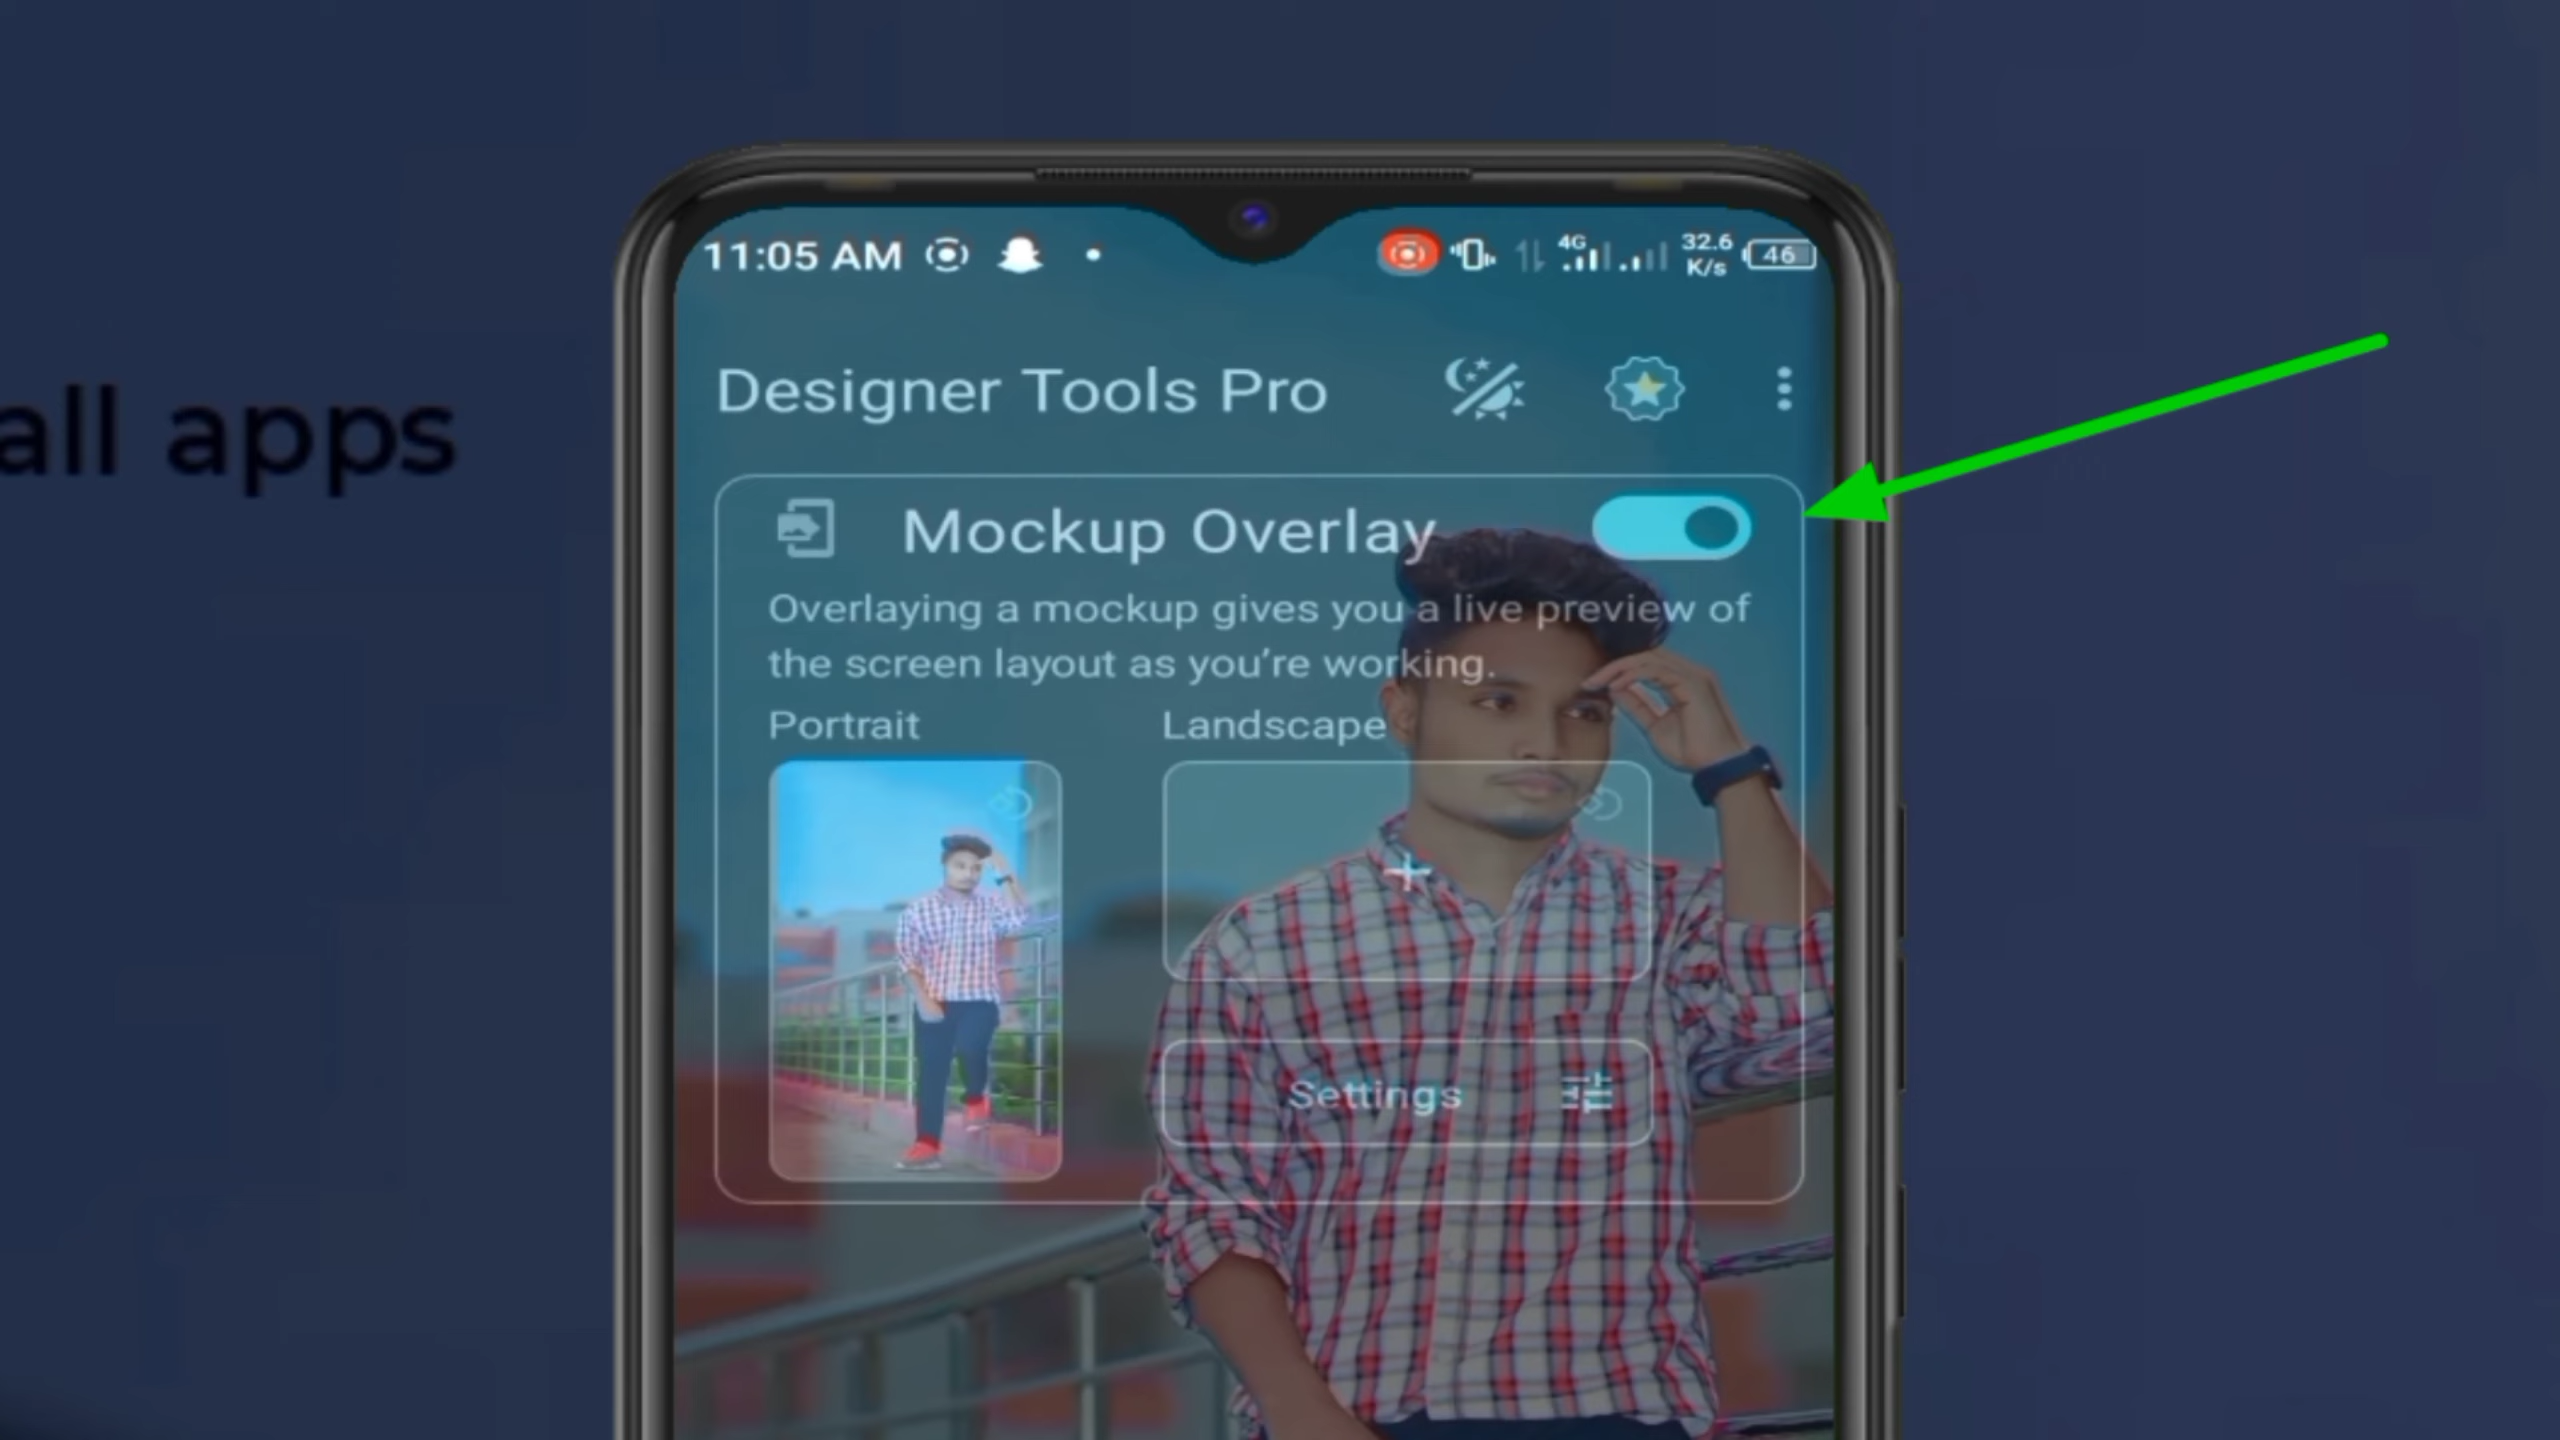 all apps
11:05 AM
4G
32.6
K/s
46
Designer Tools Pro
Mockup Overlay
Overlaying a mockup gives you a live preview of
the screen layout as you're working.
Portrait
Landscape
Settings